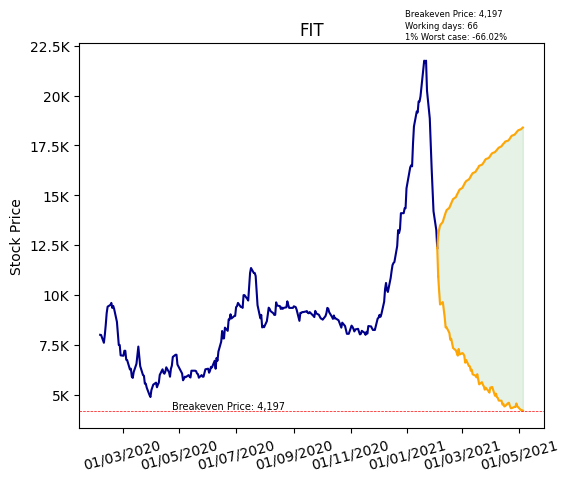 Breakeven Price: 4,197
Working days: 66
1% Worst case: -66.02%
FIT
Stock Price
22.5K
20K
17.5K
15K
12.5K
10K
7.5K
5K
Breakeven Price: 4,197
01/03/2020
01/05/2020
01/07/2020
01/09/2020
01/11/2020
01/01/2021
01/03/2021
01/05/2021